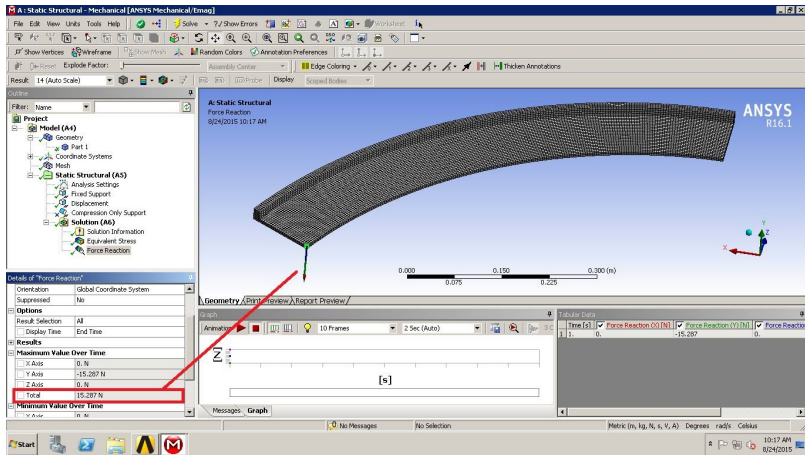 A : Static Structural - Mechanical [ANSYS Mechanical/Emag]
File Edit View Units Tools Help Solve ?/ Show Errors Worksheet
Show Vertices Wireframe Show Mesh Random Colors Annotation Preferences
Reset Explode Factor: Assembly Center Edge Coloring Thicken Annotations
Result 14 (Auto Scale) Probe Display Scoped Bodies
Outline
Filter: Name
Project
Model (A4)
Geometry
Part 1
Coordinate Systems
Mesh
Static Structural (A5)
Analysis Settings
Fixed Support
Displacement
Compression Only Support
Solution (A6)
Solution Information
Equivalent Stress
Force Reaction
A: Static Structural
Force Reaction
8/24/2015 10:17 AM
ANSYS
R16.1
Y
Z
X
0.000 0.150 0.300 (m)
0.075 0.225
Geometry Print Preview Report Preview
Details of "Force Reaction"
Orientation Global Coordinate System
Suppressed No
Options
Result Selection All
Display Time End Time
Results
Maximum Value Over Time
X Axis 0. N
Y Axis -15.287 N
Z Axis 0. N
Total 15.287 N
Minimum Value Over Time
X Axis 0. N
Graph
Animation 10 Frames 2 Sec (Auto) 3 C
[N]
[s]
Messages Graph
Tabular Data
Time [s] Force Reaction (X) [N] Force Reaction (Y) [N] Force Reaction
1 1. 0. -15.287 0.
No Messages No Selection Metric (m, kg, N, s, V, A) Degrees rad/s Celsius
Start
10:17 AM
8/24/2015